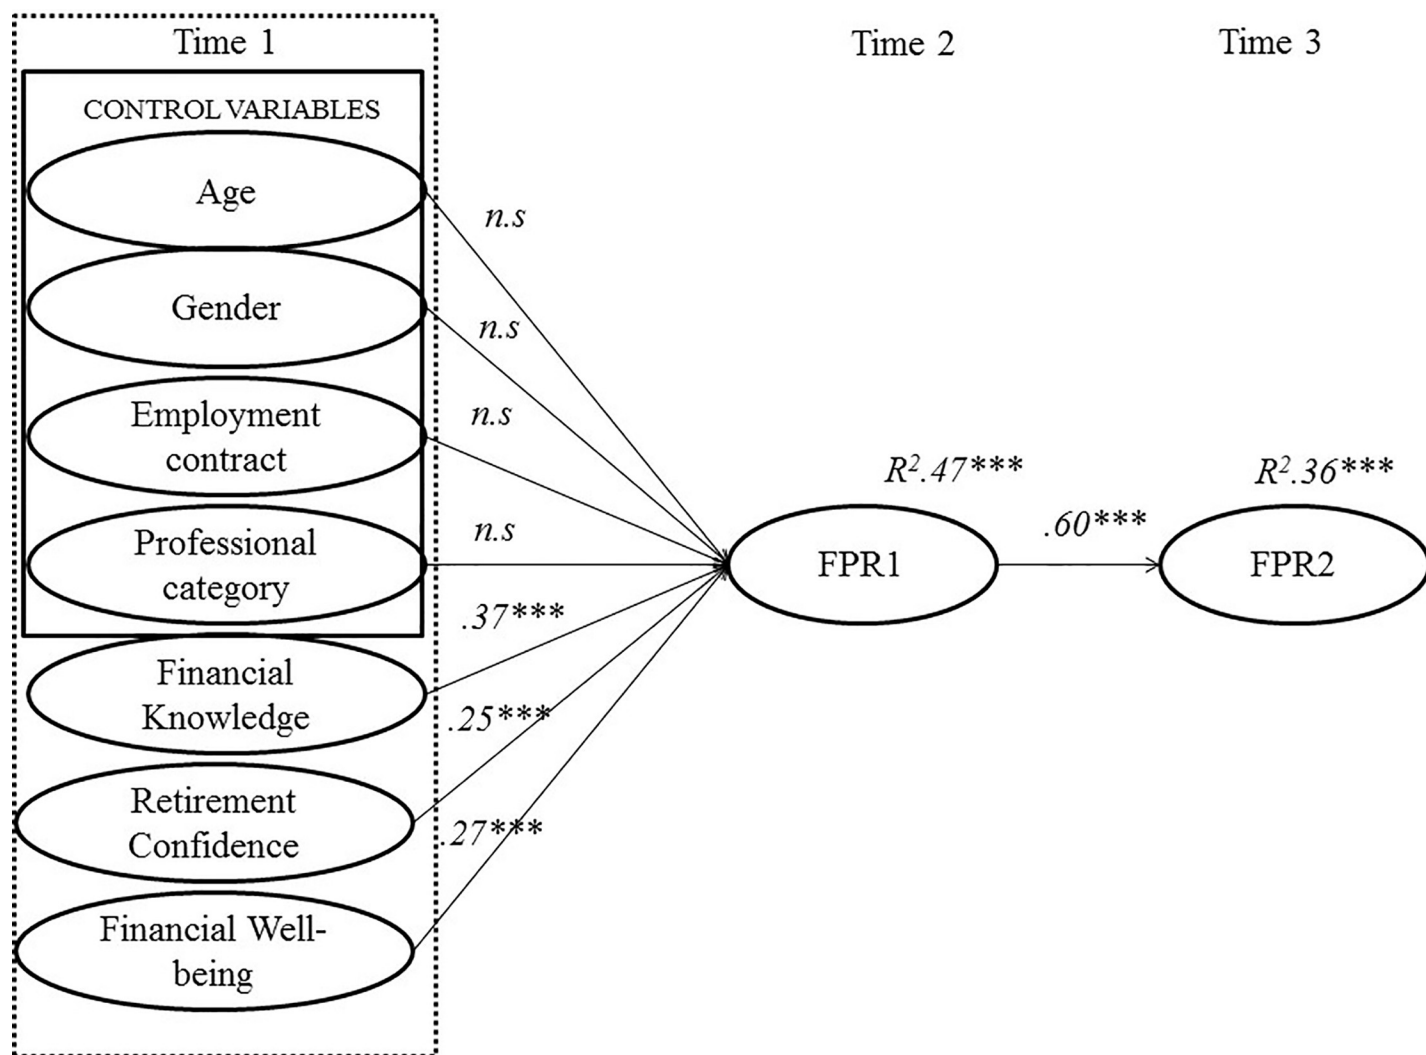 Time 1
Time 2
Time 3
CONTROL VARIABLES
Age
n.s
Gender
n.s
Employment
contract
n.s
Professional
category
n.s
R².47***
R².36***
FPR1
.60***
FPR2
Financial
Knowledge
.37***
Retirement
Confidence
.25***
Financial Well-
being
.27***